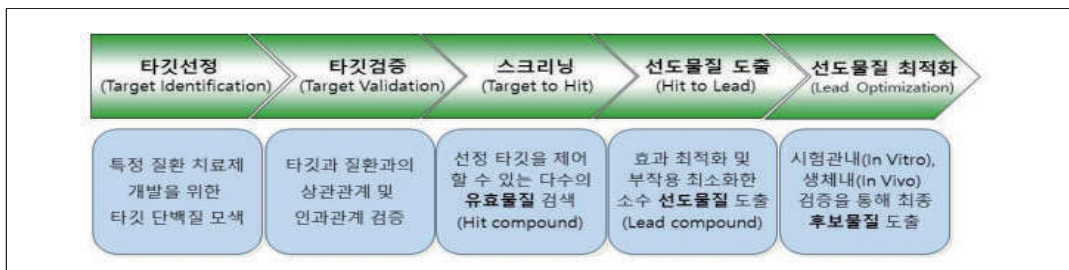 타깃선정
(Target Identification)
타깃검증
(Target Validation)
스크리닝
(Target to Hit)
선도물질 도출
(Hit to Lead)
선도물질 최적화
(Lead Optimization)
특정 질환 치료제
개발을 위한
타깃 단백질 모색
타깃과 질환과의
상관관계 및
인과관계 검증
선정 타깃을 제어
할 수 있는 다수의
유효물질 검색
(Hit compound)
효과 최적화 및
부작용 최소화한
소수 선도물질 도출
(Lead compound)
시험관내(In Vitro),
생체내(In Vivo)
검증을 통해 최종
후보물질 도출